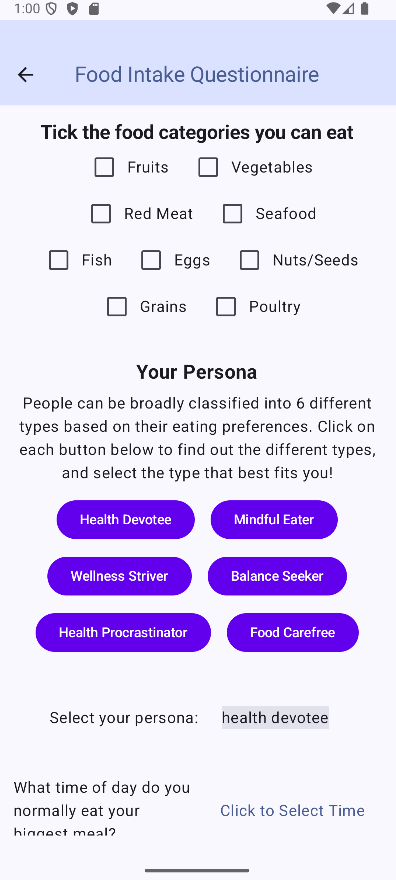 1:00
Food Intake Questionnaire
Tick the food categories you can eat
Fruits Vegetables
Red Meat Seafood
Fish Eggs Nuts/Seeds
Grains Poultry
Your Persona
People can be broadly classified into 6 different
types based on their eating preferences. Click on
each button below to find out the different types,
and select the type that best fits you!
Health Devotee Mindful Eater
Wellness Striver Balance Seeker
Health Procrastinator Food Carefree
Select your persona: health devotee
What time of day do you
normally eat your
biggest meal?
Click to Select Time